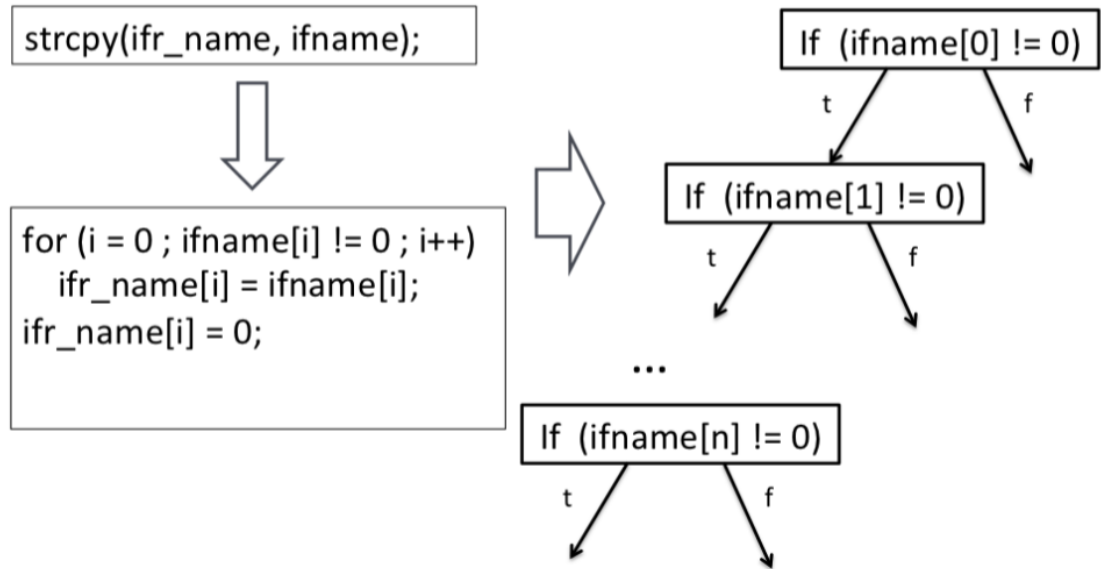 strcpy(ifr_name, ifname);
for (i = 0 ; ifname[i] != 0 ; i++)
ifr_name[i] = ifname[i];
ifr_name[i] = 0;
If (ifname[0] != 0)
t
f
If (ifname[1] != 0)
t
f
...
If (ifname[n] != 0)
t
f